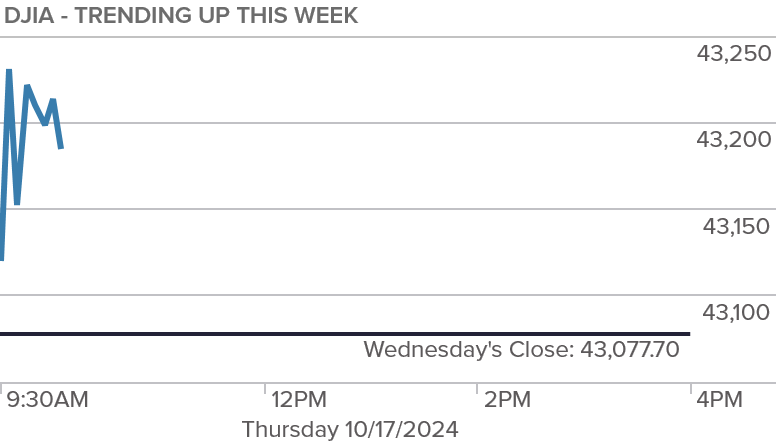 DJIA - TRENDING UP THIS WEEK
43,250
43,200
43,150
43,100
Wednesday's Close: 43,077.70
9:30AM 12PM 2PM 4PM
Thursday 10/17/2024